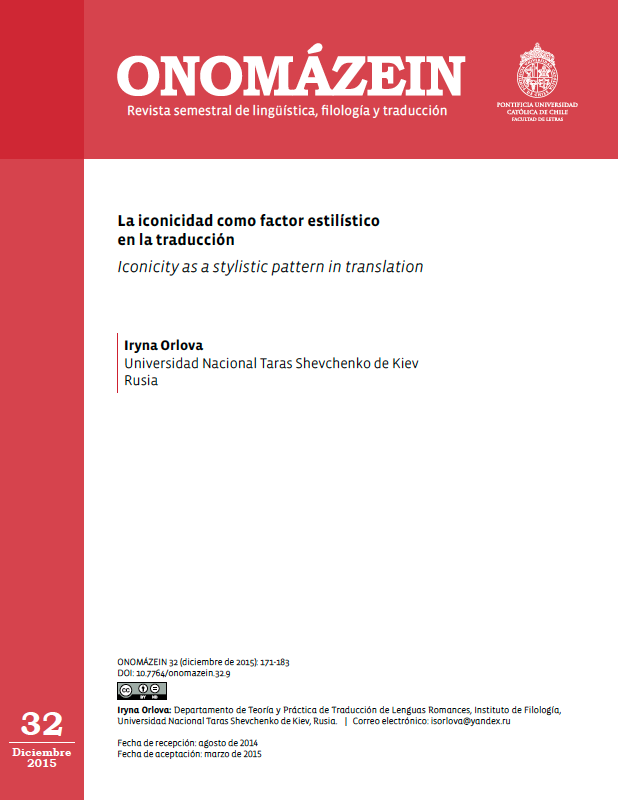 ONOMÁZEIN
Revista semestral de lingüística, filología y traducción
PONTIFICIA UNIVERSIDAD
CATÓLICA DE CHILE
FACULTAD DE LETRAS
La iconicidad como factor estilístico
en la traducción
Iconicity as a stylistic pattern in translation
Iryna Orlova
Universidad Nacional Taras Shevchenko de Kiev
Rusia
ONOMÁZEIN 32 (diciembre de 2015): 171-183
DOI: 10.7764/onomazein.32.9
cc BY ND
Iryna Orlova: Departamento de Teoría y Práctica de Traducción de Lenguas Romances, Instituto de Filología,
Universidad Nacional Taras Shevchenko de Kiev, Rusia. | Correo electrónico: isorlova@yandex.ru
Fecha de recepción: agosto de 2014
Fecha de aceptación: marzo de 2015
32
Diciembre
2015